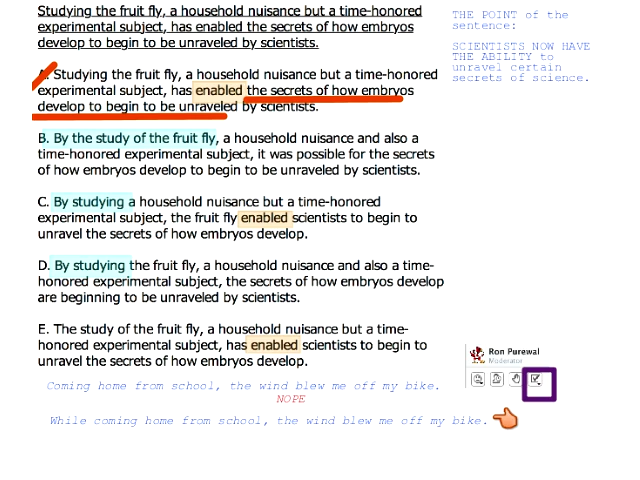 Studying the fruit fly, a household nuisance but a time-honored
experimental subject, has enabled the secrets of how embryos
develop to begin to be unraveled by scientists.
THE POINT of the
sentence:
SCIENTISTS NOW HAVE
THE ABILITY to
unravel certain
secrets of science.
A. Studying the fruit fly, a household nuisance but a time-honored
experimental subject, has enabled the secrets of how embryos
develop to begin to be unraveled by scientists.
B. By the study of the fruit fly, a household nuisance and also a
time-honored experimental subject, it was possible for the secrets
of how embryos develop to begin to be unraveled by scientists.
C. By studying a household nuisance but a time-honored
experimental subject, the fruit fly enabled scientists to begin to
unravel the secrets of how embryos develop.
D. By studying the fruit fly, a household nuisance and also a time-
honored experimental subject, the secrets of how embryos develop
are beginning to be unraveled by scientists.
E. The study of the fruit fly, a household nuisance but a time-
honored experimental subject, has enabled scientists to begin to
unravel the secrets of how embryos develop.
Ron Purewal
Moderator
Coming home from school, the wind blew me off my bike.
NOPE
While coming home from school, the wind blew me off my bike.